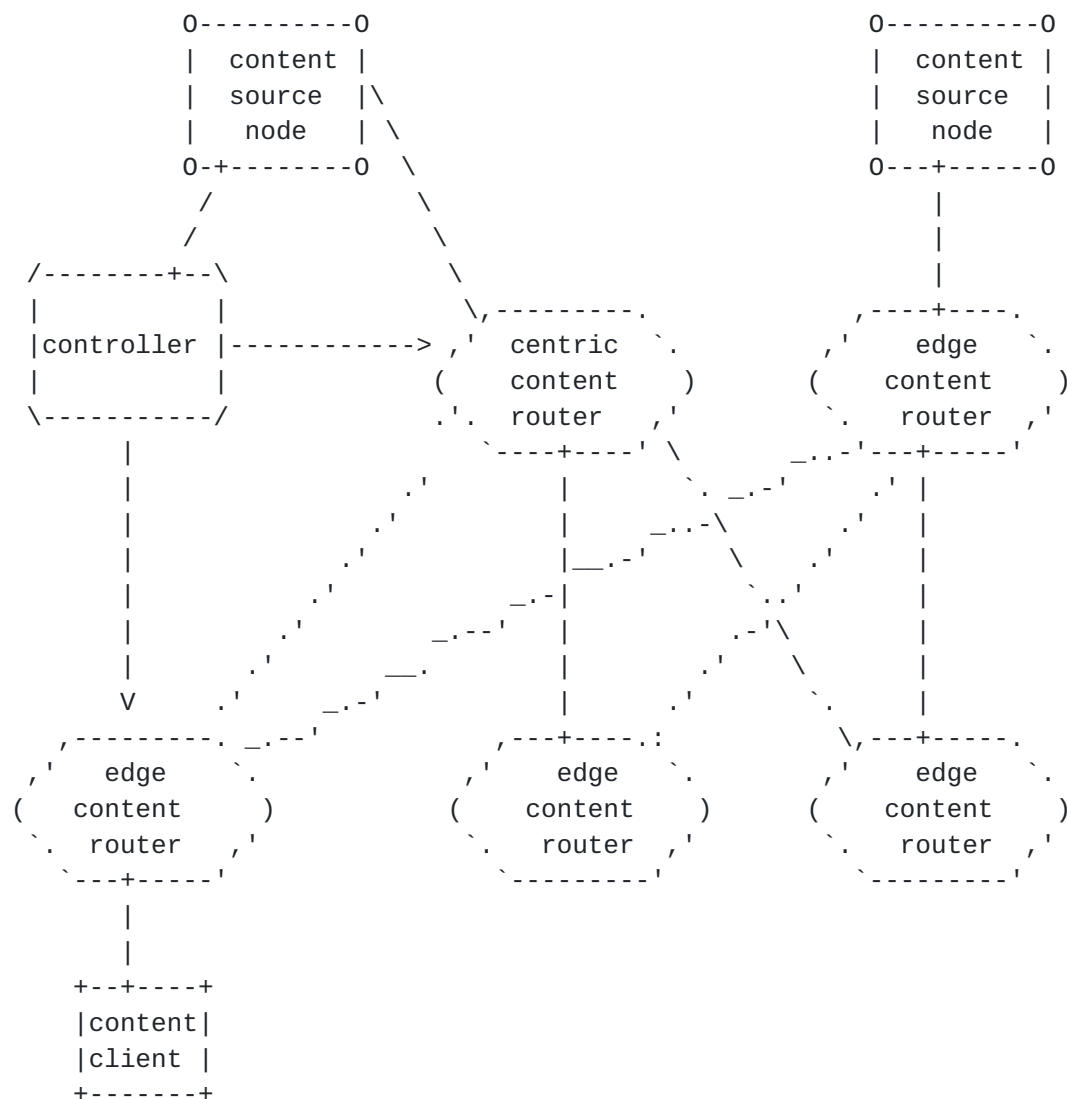 content
source
node
content
source
node
controller
centric
content
router
edge
content
router
edge
content
router
edge
content
router
edge
content
router
content
client